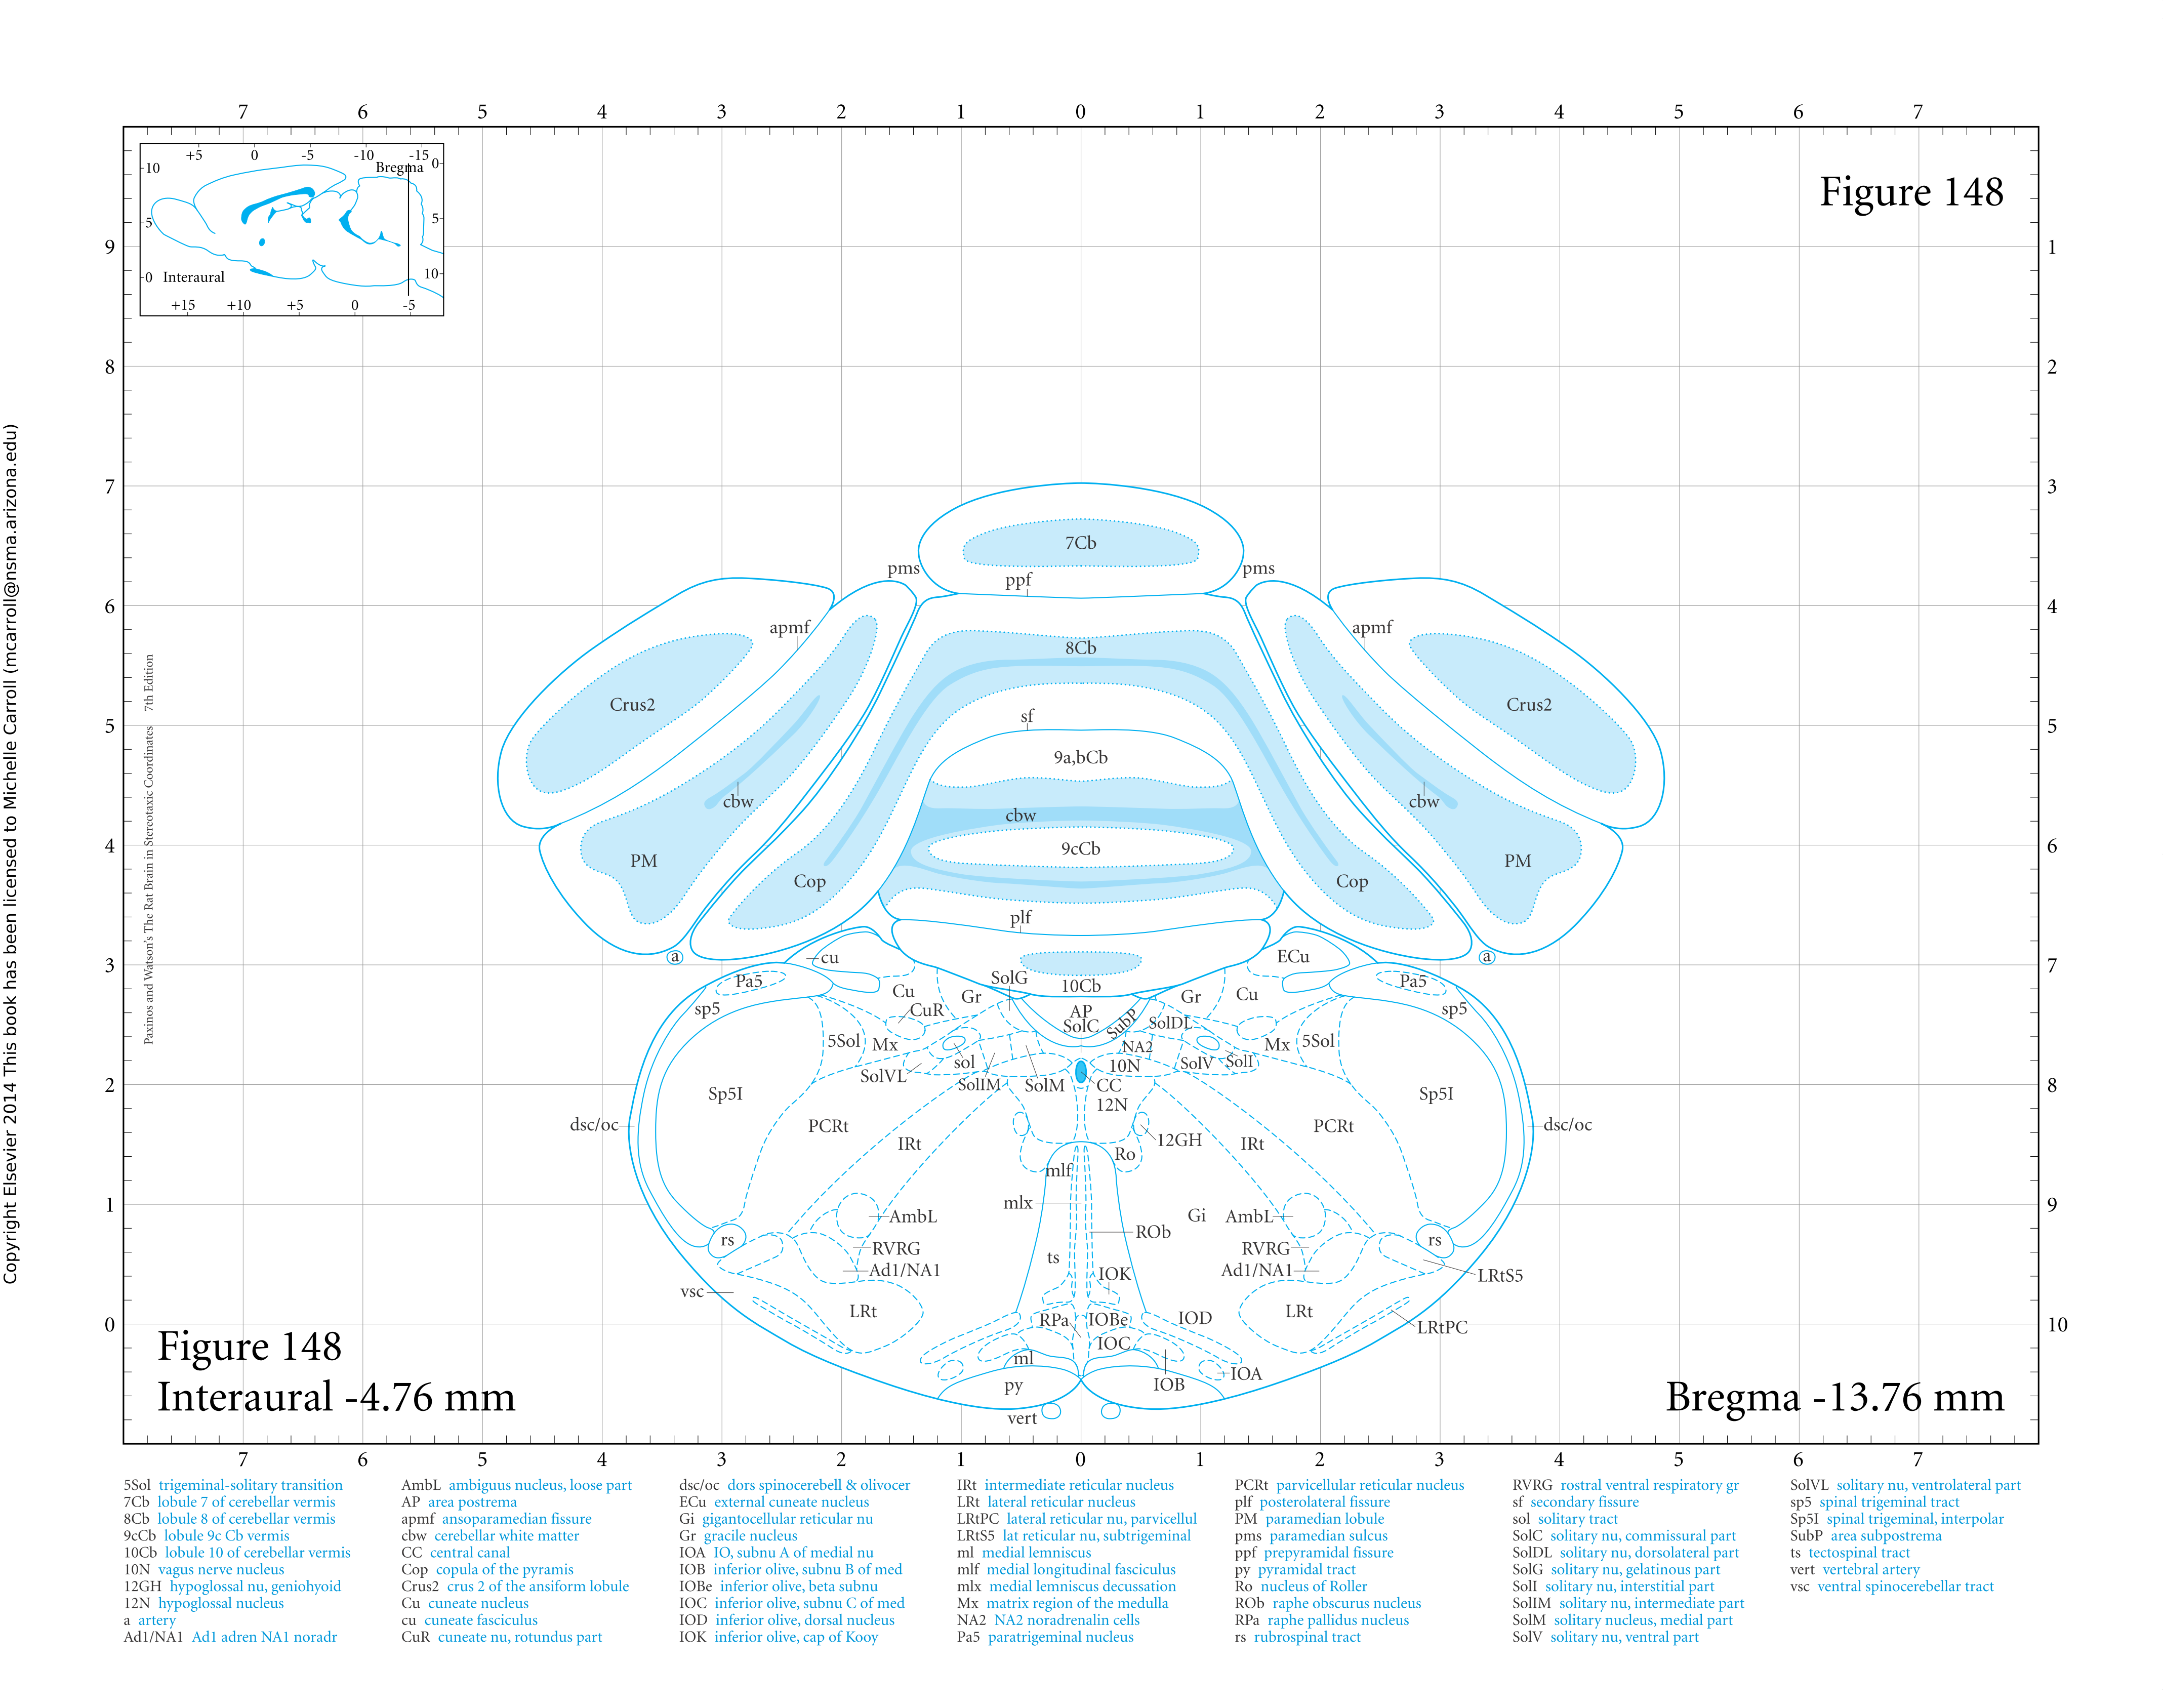 7 6 5 4 3 2 1 0 1 2 3 4 5 6 7
+5 0 -5 -10 -15
Bregma 0
10
5 5
10
0 Interaural
+15 +10 +5 0 -5
Figure 148
9 1
8 2
7 3
6 4
5 5
4 6
3 7
2 8
1 9
0 10
Copyright Elsevier 2014 This book has been licensed to Michelle Carroll (mcarroll@nsma.arizona.edu)
Paxinos and Watson's The Rat Brain in Stereotaxic Coordinates 7th Edition
7Cb
pms ppf pms
apmf apmf
8Cb
Crus2 sf Crus2
9a,bCb
cbw cbw cbw
9cCb
PM PM
Cop Cop
plf
a cu ECu a
Pa5 SolG Pa5
Cu Gr 10Cb Gr Cu
sp5 CuR AP sp5
SolC SubP SolDL
5Sol Mx NA2 Mx 5Sol
sol 10N SolV SolI
SolVL SolIM SolM CC
Sp5I 12N Sp5I
dsc/oc PCRt PCRt dsc/oc
IRt 12GH IRt
Ro
mlf
mlx
AmbL Gi AmbL
ROb
rs RVRG RVRG rs
ts
Ad1/NA1 IOK Ad1/NA1 LRtS5
vsc
LRt RPa IOBe IOD LRt
LRtPC
IOC
ml
IOA
py IOB
vert
Figure 148
Interaural -4.76 mm
Bregma -13.76 mm
7 6 5 4 3 2 1 0 1 2 3 4 5 6 7
5Sol trigeminal-solitary transition
7Cb lobule 7 of cerebellar vermis
8Cb lobule 8 of cerebellar vermis
9cCb lobule 9c Cb vermis
10Cb lobule 10 of cerebellar vermis
10N vagus nerve nucleus
12GH hypoglossal nu, geniohyoid
12N hypoglossal nucleus
a artery
Ad1/NA1 Ad1 adren NA1 noradr
AmbL ambiguus nucleus, loose part
AP area postrema
apmf ansoparamedian fissure
cbw cerebellar white matter
CC central canal
Cop copula of the pyramis
Crus2 crus 2 of the ansiform lobule
Cu cuneate nucleus
cu cuneate fasciculus
CuR cuneate nu, rotundus part
dsc/oc dors spinocerebell & olivocer
ECu external cuneate nucleus
Gi gigantocellular reticular nu
Gr gracile nucleus
IOA IO, subnu A of medial nu
IOB inferior olive, subnu B of med
IOBe inferior olive, beta subnu
IOC inferior olive, subnu C of med
IOD inferior olive, dorsal nucleus
IOK inferior olive, cap of Kooy
IRt intermediate reticular nucleus
LRt lateral reticular nucleus
LRtPC lateral reticular nu, parvicellul
LRtS5 lat reticular nu, subtrigeminal
ml medial lemniscus
mlf medial longitudinal fasciculus
mlx medial lemniscus decussation
Mx matrix region of the medulla
NA2 NA2 noradrenalin cells
Pa5 paratrigeminal nucleus
PCRt parvicellular reticular nucleus
plf posterolateral fissure
PM paramedian lobule
pms paramedian sulcus
ppf prepyramidal fissure
py pyramidal tract
Ro nucleus of Roller
ROb raphe obscurus nucleus
RPa raphe pallidus nucleus
rs rubrospinal tract
RVRG rostral ventral respiratory gr
sf secondary fissure
sol solitary tract
SolC solitary nu, commissural part
SolDL solitary nu, dorsolateral part
SolG solitary nu, gelatinous part
SolI solitary nu, interstitial part
SolIM solitary nu, intermediate part
SolM solitary nucleus, medial part
SolV solitary nu, ventral part
SolVL solitary nu, ventrolateral part
sp5 spinal trigeminal tract
Sp5I spinal trigeminal, interpolar
SubP area subpostrema
ts tectospinal tract
vert vertebral artery
vsc ventral spinocerebellar tract